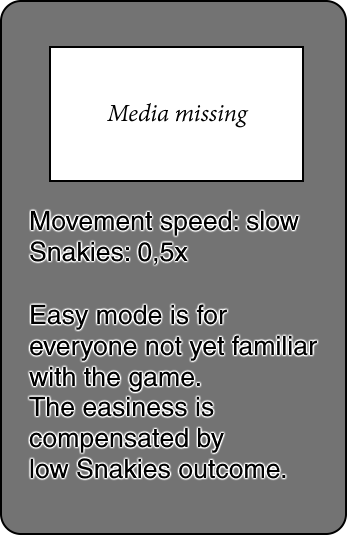 Media missing
Movement speed: slow
Snakies: 0,5x
Easy mode is for
everyone not yet familiar
with the game.
The easiness is
compensated by
low Snakies outcome.